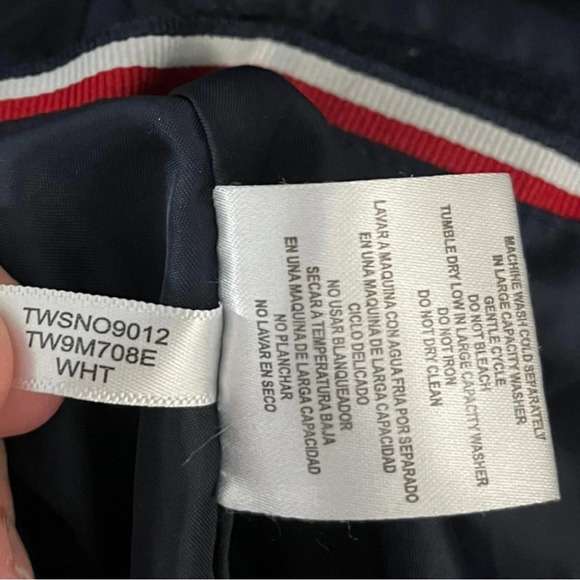 TWSNO9012
TW9M708E
WHT
MACHINE WASH COLD SEPARATELY
IN LARGE CAPACITY WASHER
GENTLE CYCLE
DO NOT BLEACH
TUMBLE DRY LOW IN LARGE CAPACITY WASHER
DO NOT IRON
DO NOT DRY CLEAN
LAVAR A MAQUINA CON AGUA FRIA POR SEPARADO
EN UNA MAQUINA DE LARGA CAPACIDAD
CICLO DELICADO
NO USAR BLANQUEADOR
SECAR A TEMPERATURA BAJA
EN UNA MAQUINA DE LARGA CAPACIDAD
NO PLANCHAR
NO LAVAR EN SECO